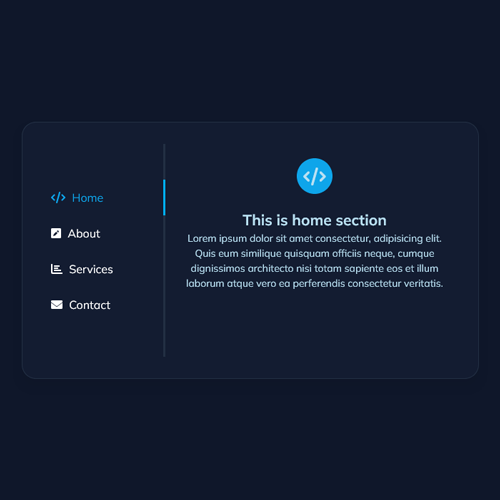 Home
About
Services
Contact
This is home section
Lorem ipsum dolor sit amet consectetur, adipisicing elit.
Quis eum similique quisquam officiis neque, cumque
dignissimos architecto nisi totam sapiente eos et illum
laborum atque vero ea perferendis consectetur veritatis.